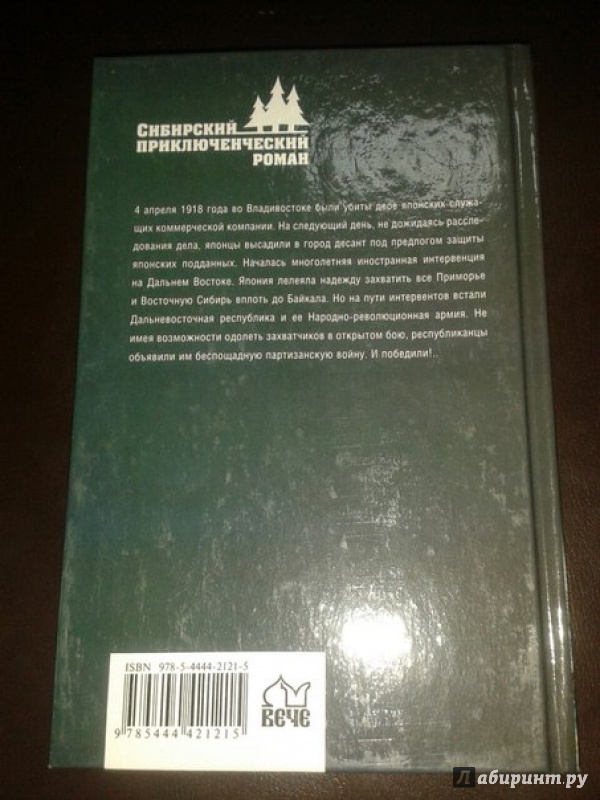 Сибирский
приключенческий
роман
4 апреля 1918 года во Владивостоке были убиты двое японских служа-
щих коммерческой компании. На следующий день, не дожидаясь рассле-
дования дела, японцы высадили в город десант под предлогом защиты
японских подданных. Началась многолетняя иностранная интервенция
на Дальнем Востоке. Япония лелеяла надежду захватить все Приморье
и Восточную Сибирь вплоть до Байкала. Но на пути интервентов встали
Дальневосточная республика и ее Народно-революционная армия. Не
имея возможности одолеть захватчиков в открытом бою, республиканцы
объявили им беспощадную партизанскую войну. И победили!..
ISBN 978-5-4444-2121-5
9 785444 421215
ВЕЧЕ
лабиринт.ру